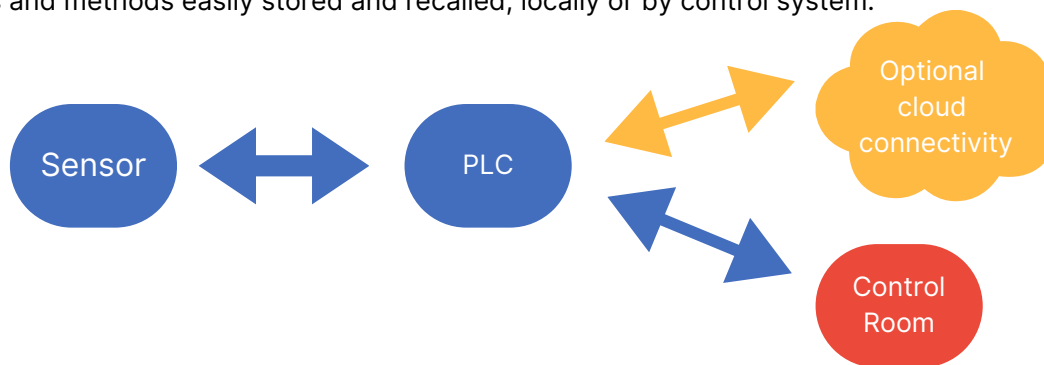 and methods easily stored and recalled, locally or by control system.
Optional
cloud
connectivity
Sensor
PLC
Control
Room